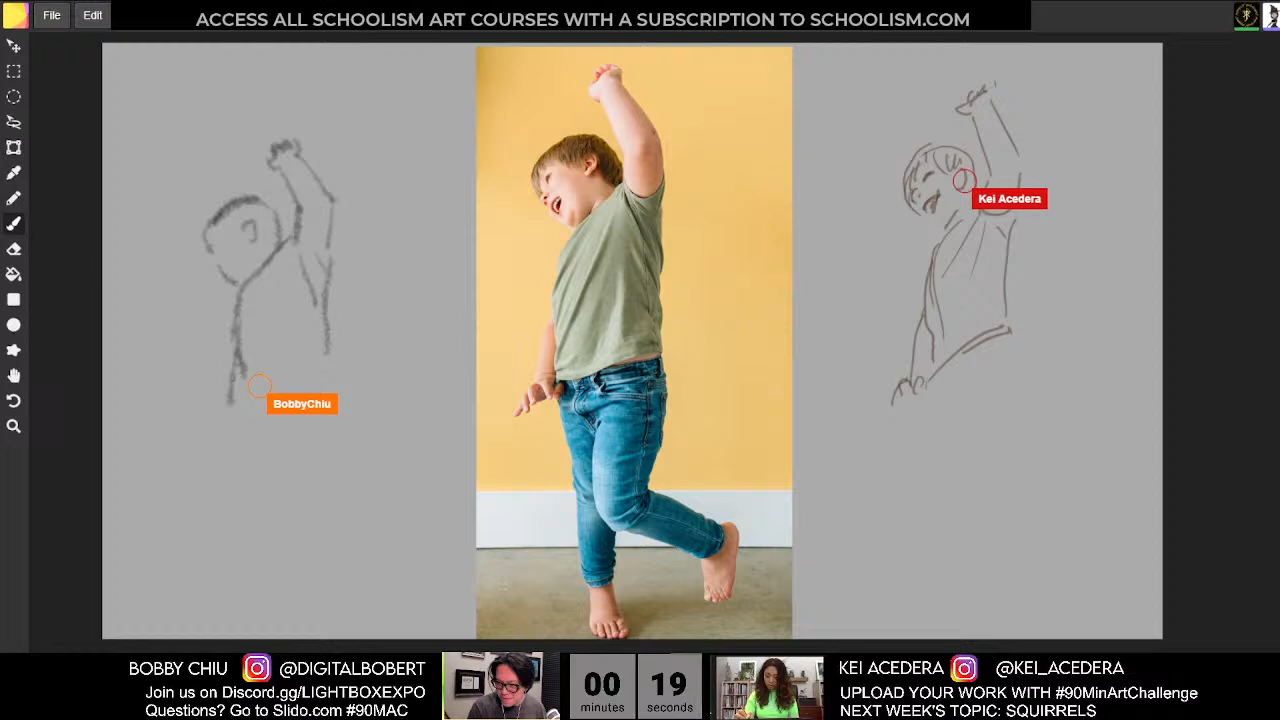 ACCESS ALL SCHOOLISM ART COURSES WITH A SUBSCRIPTION TO SCHOOLISM.COM
File
Edit
Kei Acedera
BobbyChiu
BOBBY CHIU @DIGITALBOBERT
Join us on Discord.gg/LIGHTBOXEXPO
Questions? Go to Slido.com #90MAC
00 19
minutes seconds
KEI ACEDERA @KEI_ACEDERA
UPLOAD YOUR WORK WITH #90MinArtChallenge
NEXT WEEK'S TOPIC: SQUIRRELS